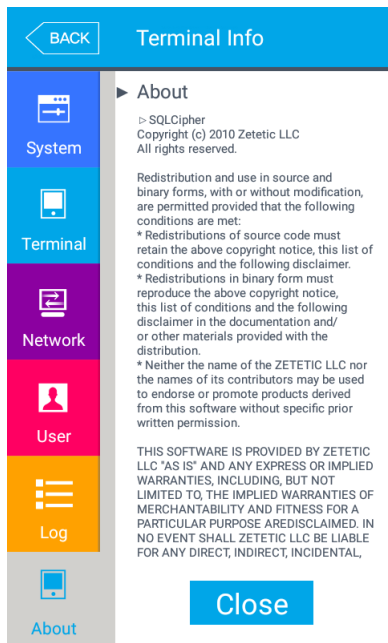 BACK
Terminal Info
System
Terminal
Network
User
Log
About
► About
▷ SQLCipher
Copyright (c) 2010 Zetetic LLC
All rights reserved.
Redistribution and use in source and
binary forms, with or without modification,
are permitted provided that the following
conditions are met:
* Redistributions of source code must
retain the above copyright notice, this list of
conditions and the following disclaimer.
* Redistributions in binary form must
reproduce the above copyright notice,
this list of conditions and the following
disclaimer in the documentation and/
or other materials provided with the
distribution.
* Neither the name of the ZETETIC LLC nor
the names of its contributors may be used
to endorse or promote products derived
from this software without specific prior
written permission.
THIS SOFTWARE IS PROVIDED BY ZETETIC
LLC "AS IS" AND ANY EXPRESS OR IMPLIED
WARRANTIES, INCLUDING, BUT NOT
LIMITED TO, THE IMPLIED WARRANTIES OF
MERCHANTABILITY AND FITNESS FOR A
PARTICULAR PURPOSE AREDISCLAIMED. IN
NO EVENT SHALL ZETETIC LLC BE LIABLE
FOR ANY DIRECT, INDIRECT, INCIDENTAL,
Close